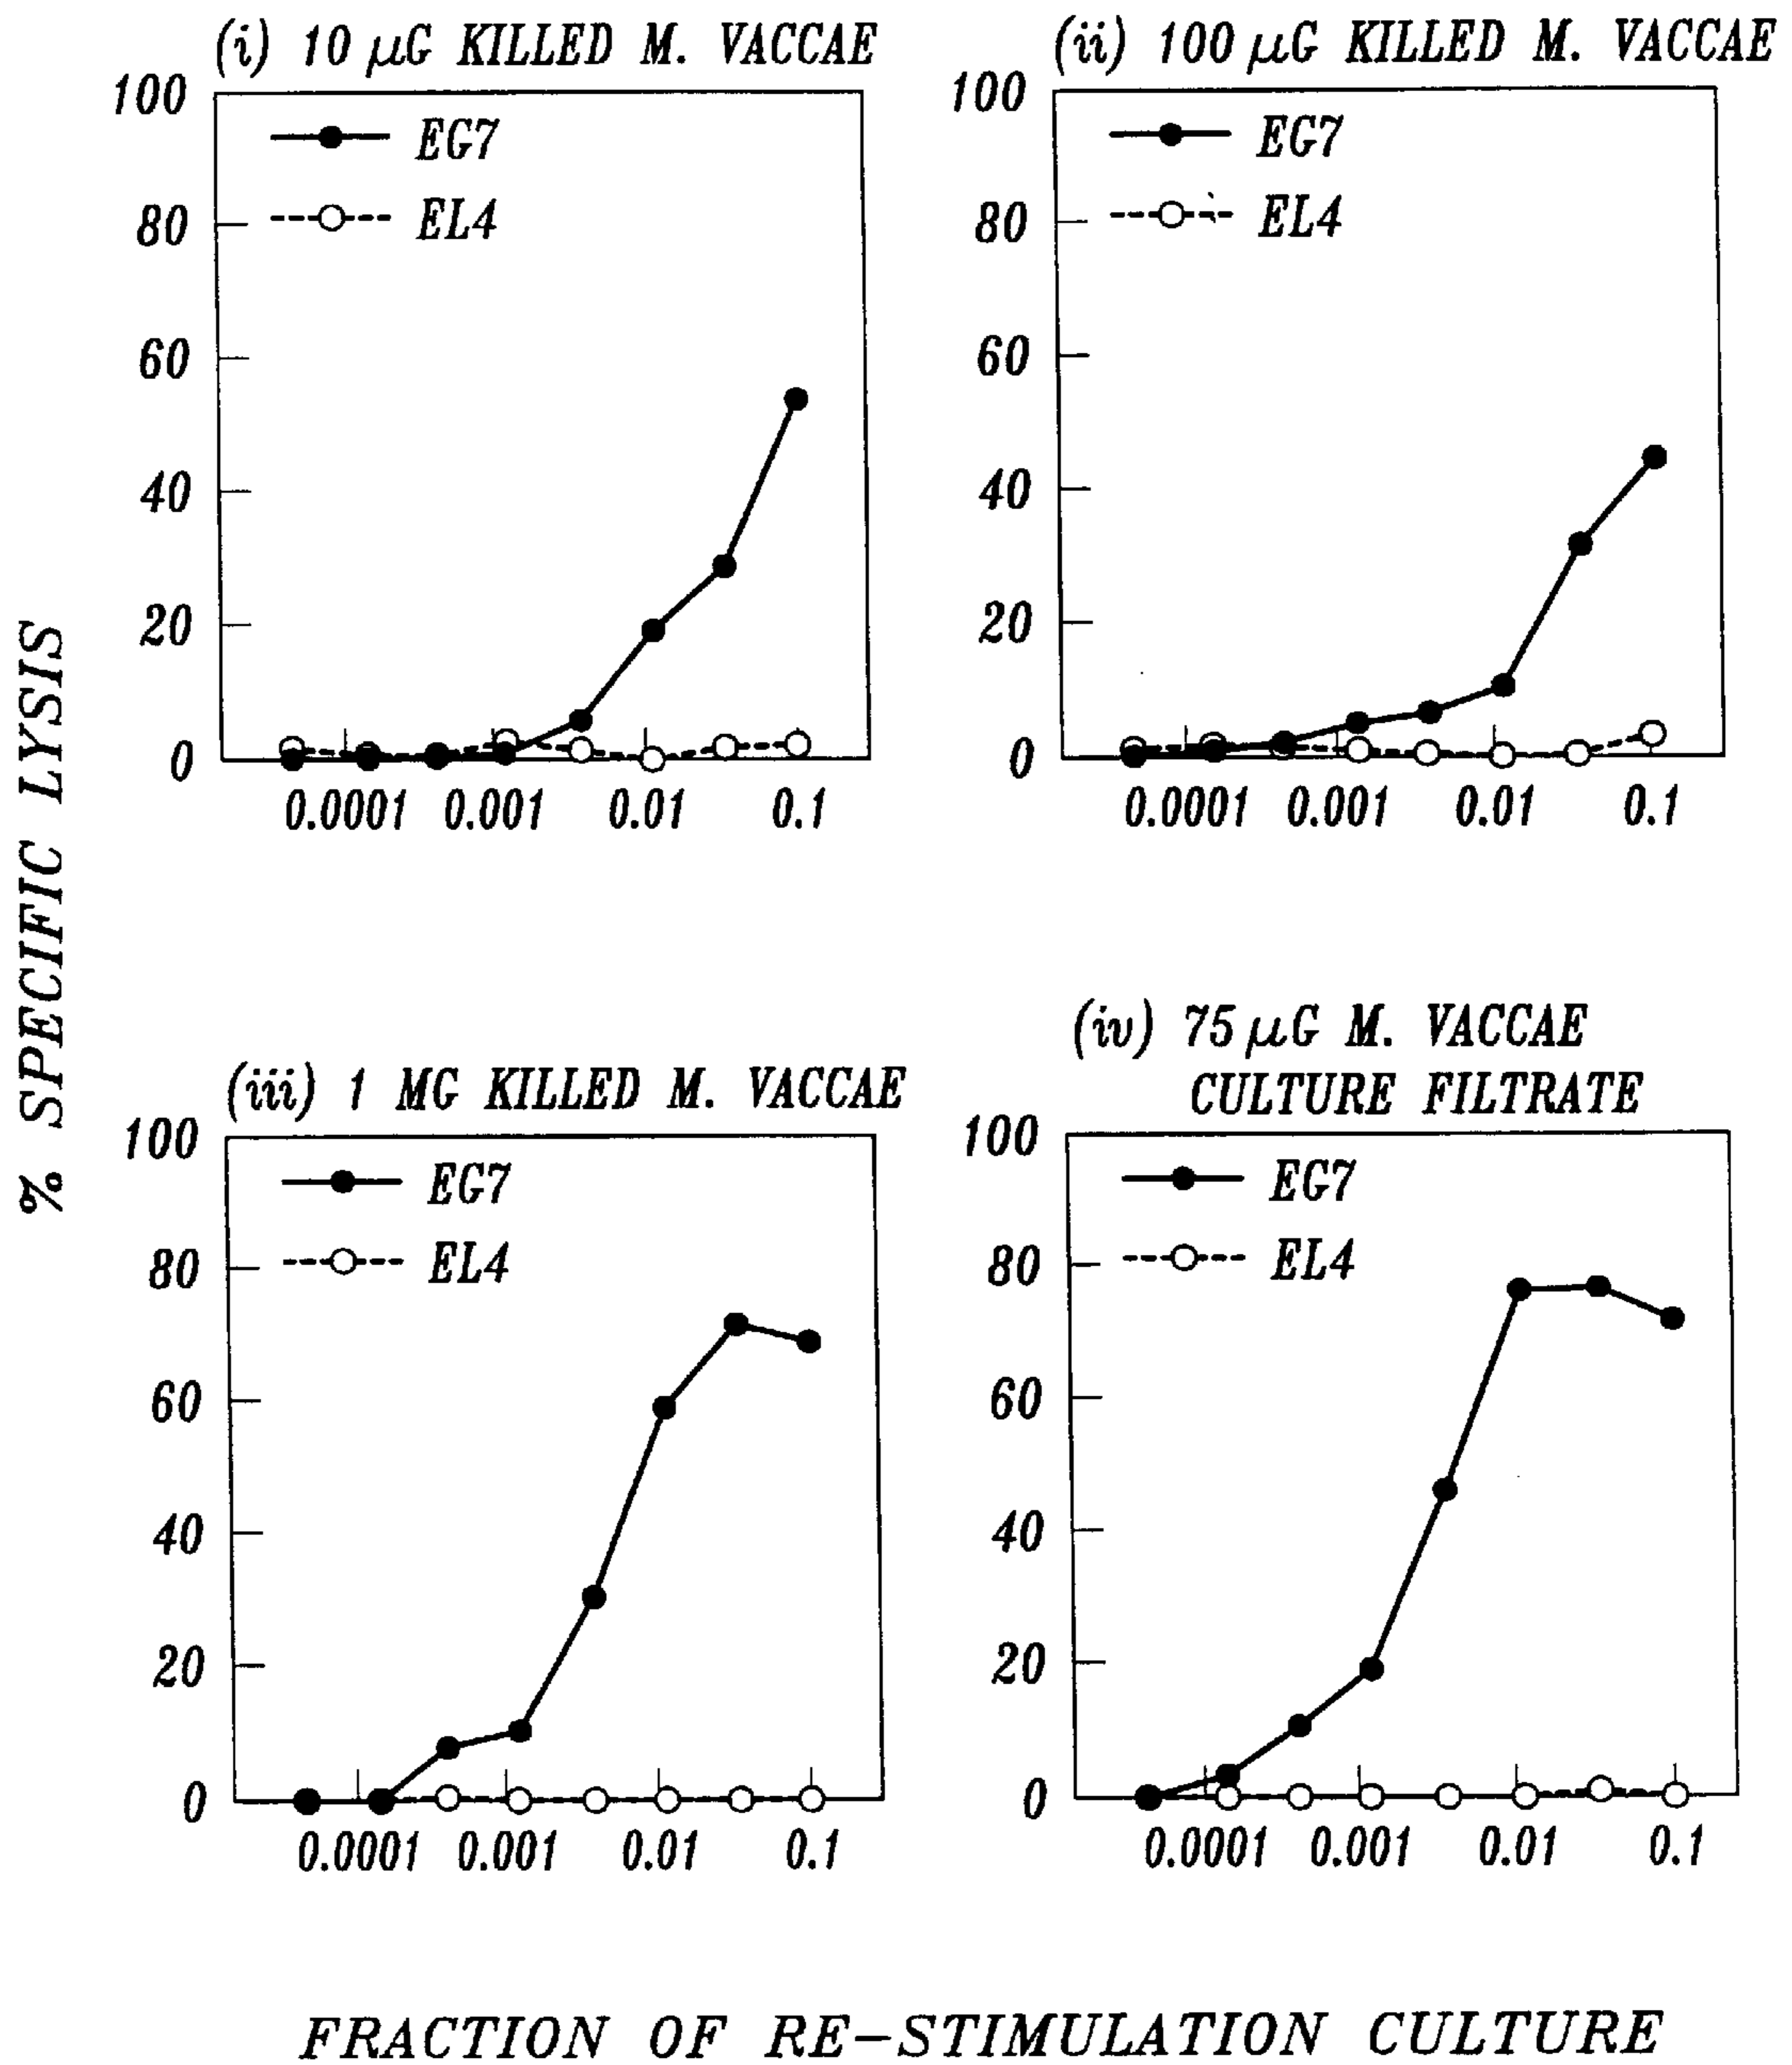 (i) 10 μG KILLED M. VACCAE
100
80
60
40
20
0
EG7
EL4
0.0001 0.001 0.01 0.1
(ii) 100 μG KILLED M. VACCAE
100
80
60
40
20
0
EG7
EL4
0.0001 0.001 0.01 0.1
% SPECIFIC LYSIS
(iii) 1 MG KILLED M. VACCAE
100
80
60
40
20
0
EG7
EL4
0.0001 0.001 0.01 0.1
(iv) 75 μG M. VACCAE
CULTURE FILTRATE
100
80
60
40
20
0
EG7
EL4
0.0001 0.001 0.01 0.1
FRACTION OF RE-STIMULATION CULTURE